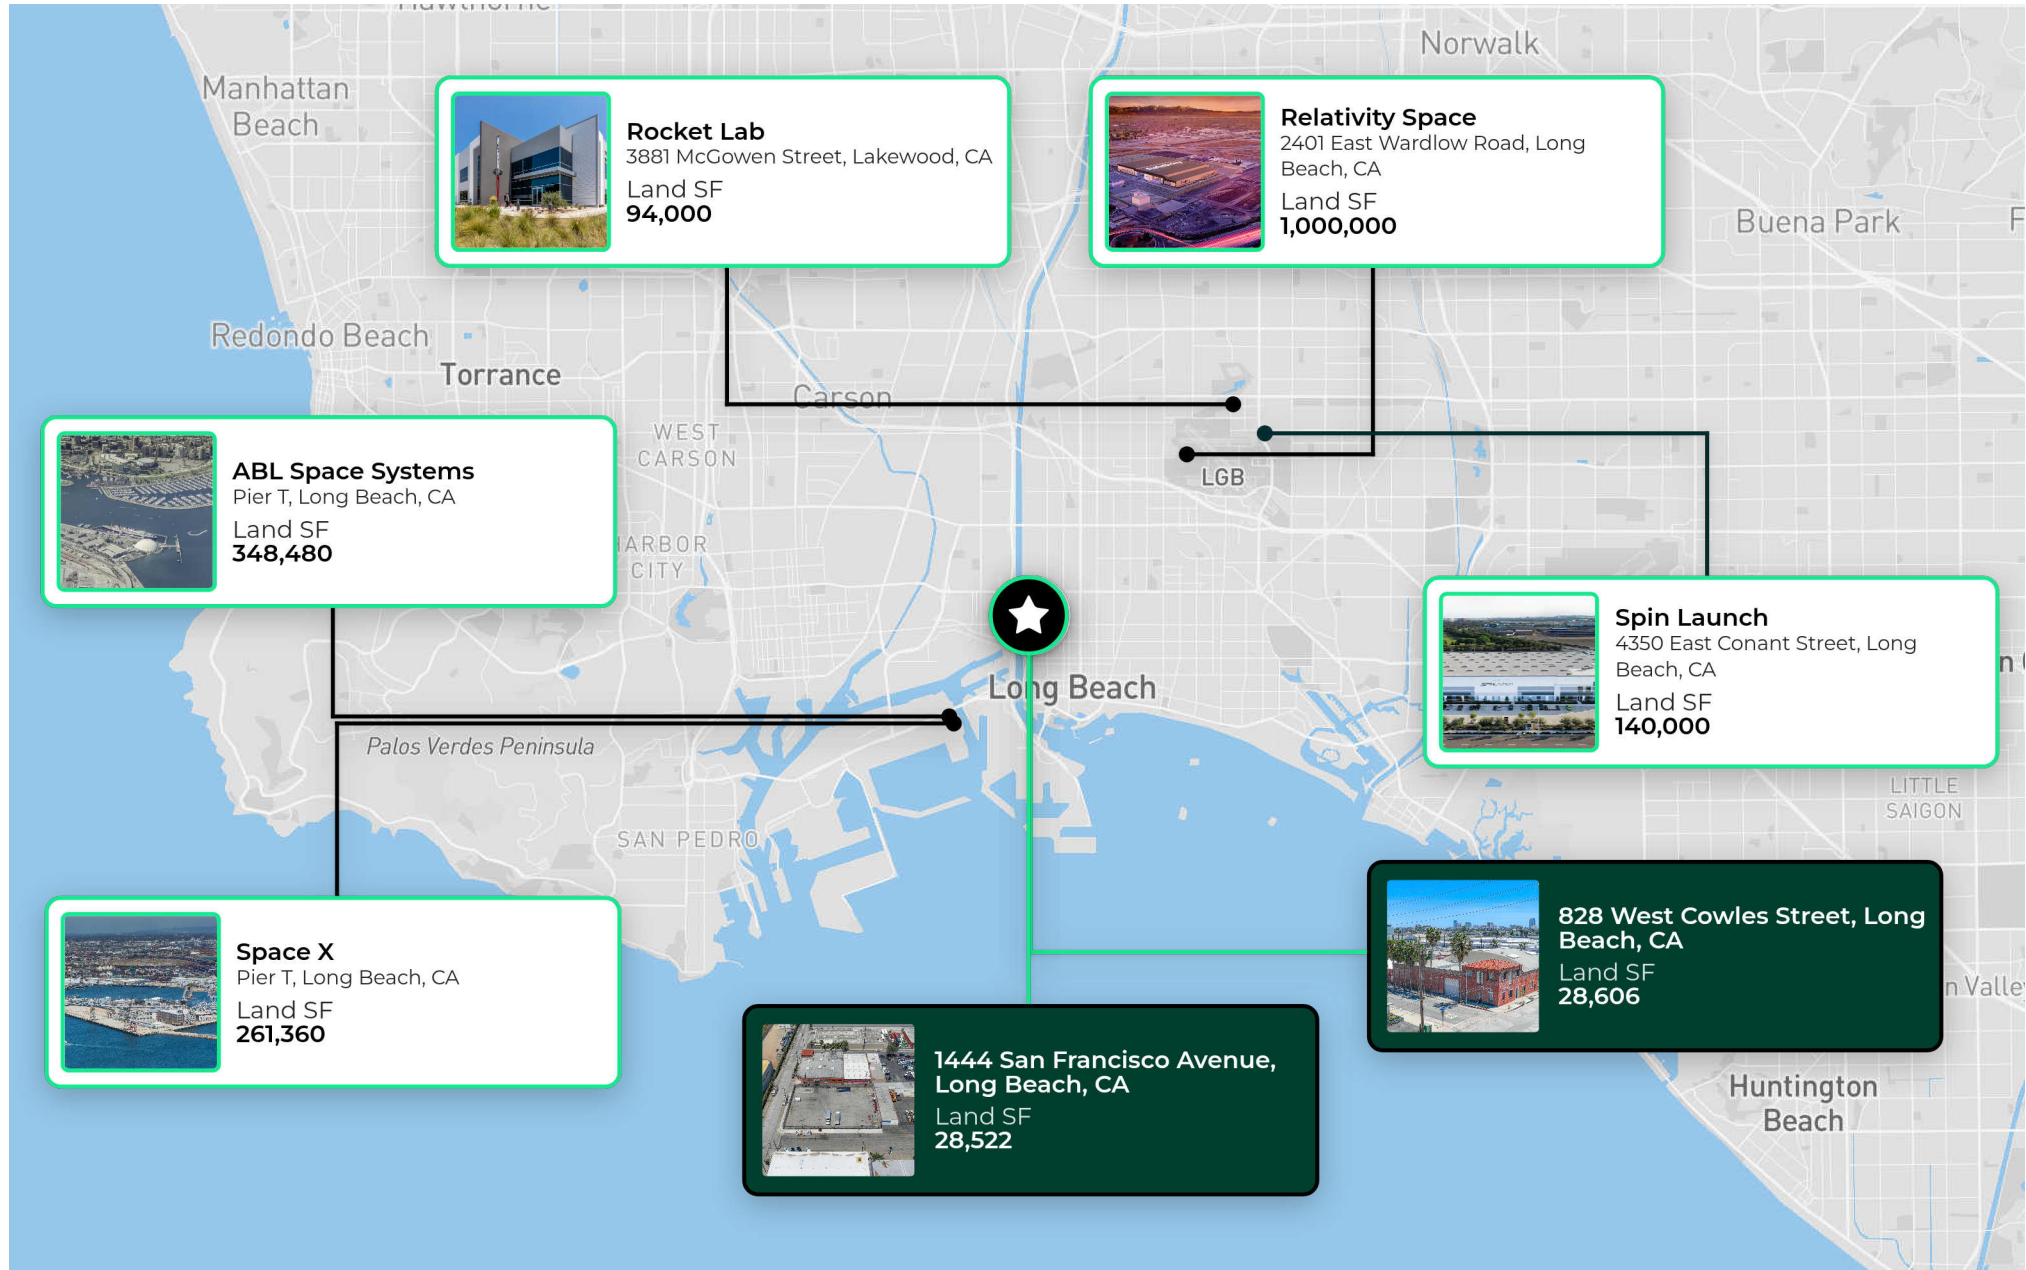 Hawthorne
Norwalk
Manhattan
Beach
Rocket Lab
3881 McGowen Street, Lakewood, CA
Land SF
94,000
Relativity Space
2401 East Wardlow Road, Long
Beach, CA
Land SF
1,000,000
Buena Park
F
Redondo Beach
Torrance
Carson
WEST
CARSON
LGB
ABL Space Systems
Pier T, Long Beach, CA
Land SF
348,480
HARBOR
CITY
Spin Launch
4350 East Conant Street, Long
Beach, CA
Land SF
140,000
Long Beach
Palos Verdes Peninsula
LITTLE
SAIGON
SAN PEDRO
Space X
Pier T, Long Beach, CA
Land SF
261,360
828 West Cowles Street, Long
Beach, CA
Land SF
28,606
n Valley
1444 San Francisco Avenue,
Long Beach, CA
Land SF
28,522
Huntington
Beach